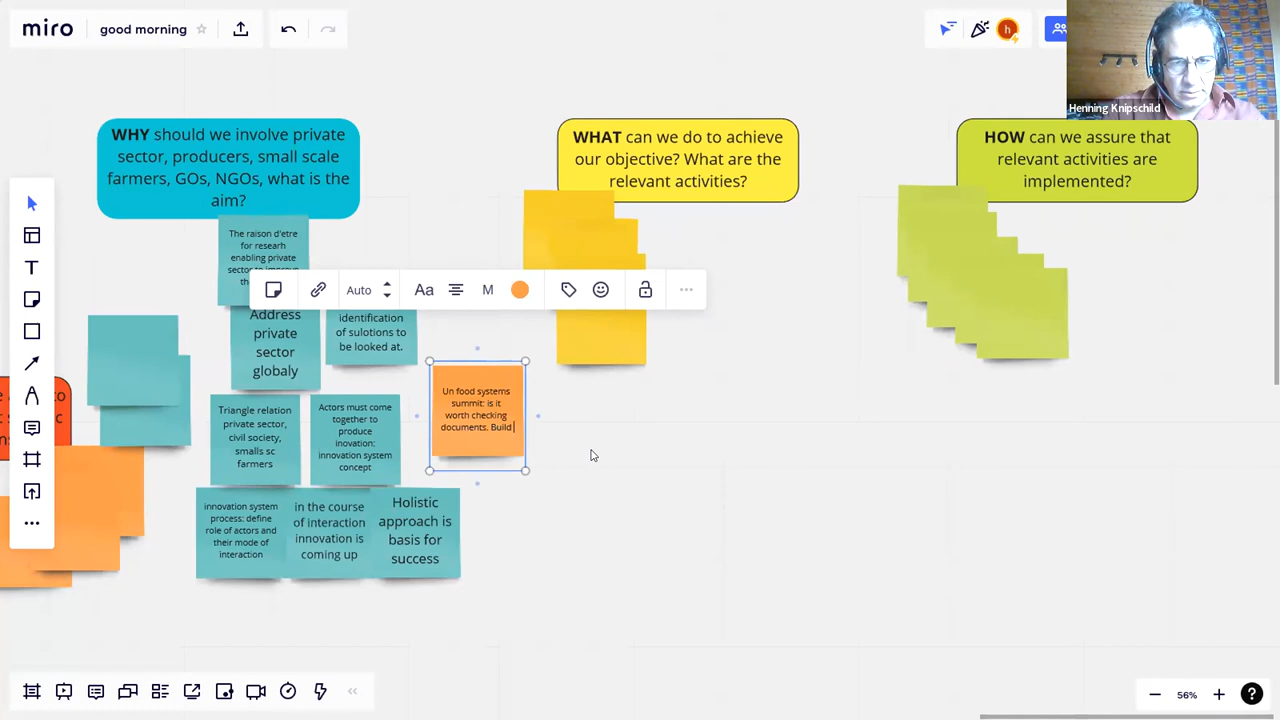 miro
good morning
h
Henning Knipschild
WHY should we involve private
sector, producers, small scale
farmers, GOs, NGOs, what is the
aim?
WHAT can we do to achieve
our objective? What are the
relevant activities?
HOW can we assure that
relevant activities are
implemented?
The raison d'etre
for researh
enabling private
Auto
Aa
M
Address
private
sector
globaly
identification
of sulotions to
be looked at.
Un food systems
summit: is it
worth checking
documents. Build
Triangle relation
private sector,
civil society,
smalls sc
farmers
Actors must come
together to
produce
inovation:
innovation system
concept
innovation system
process: define
role of actors and
their mode of
interaction
in the course
of interaction
innovation is
coming up
Holistic
approach is
basis for
success
T
56%
?